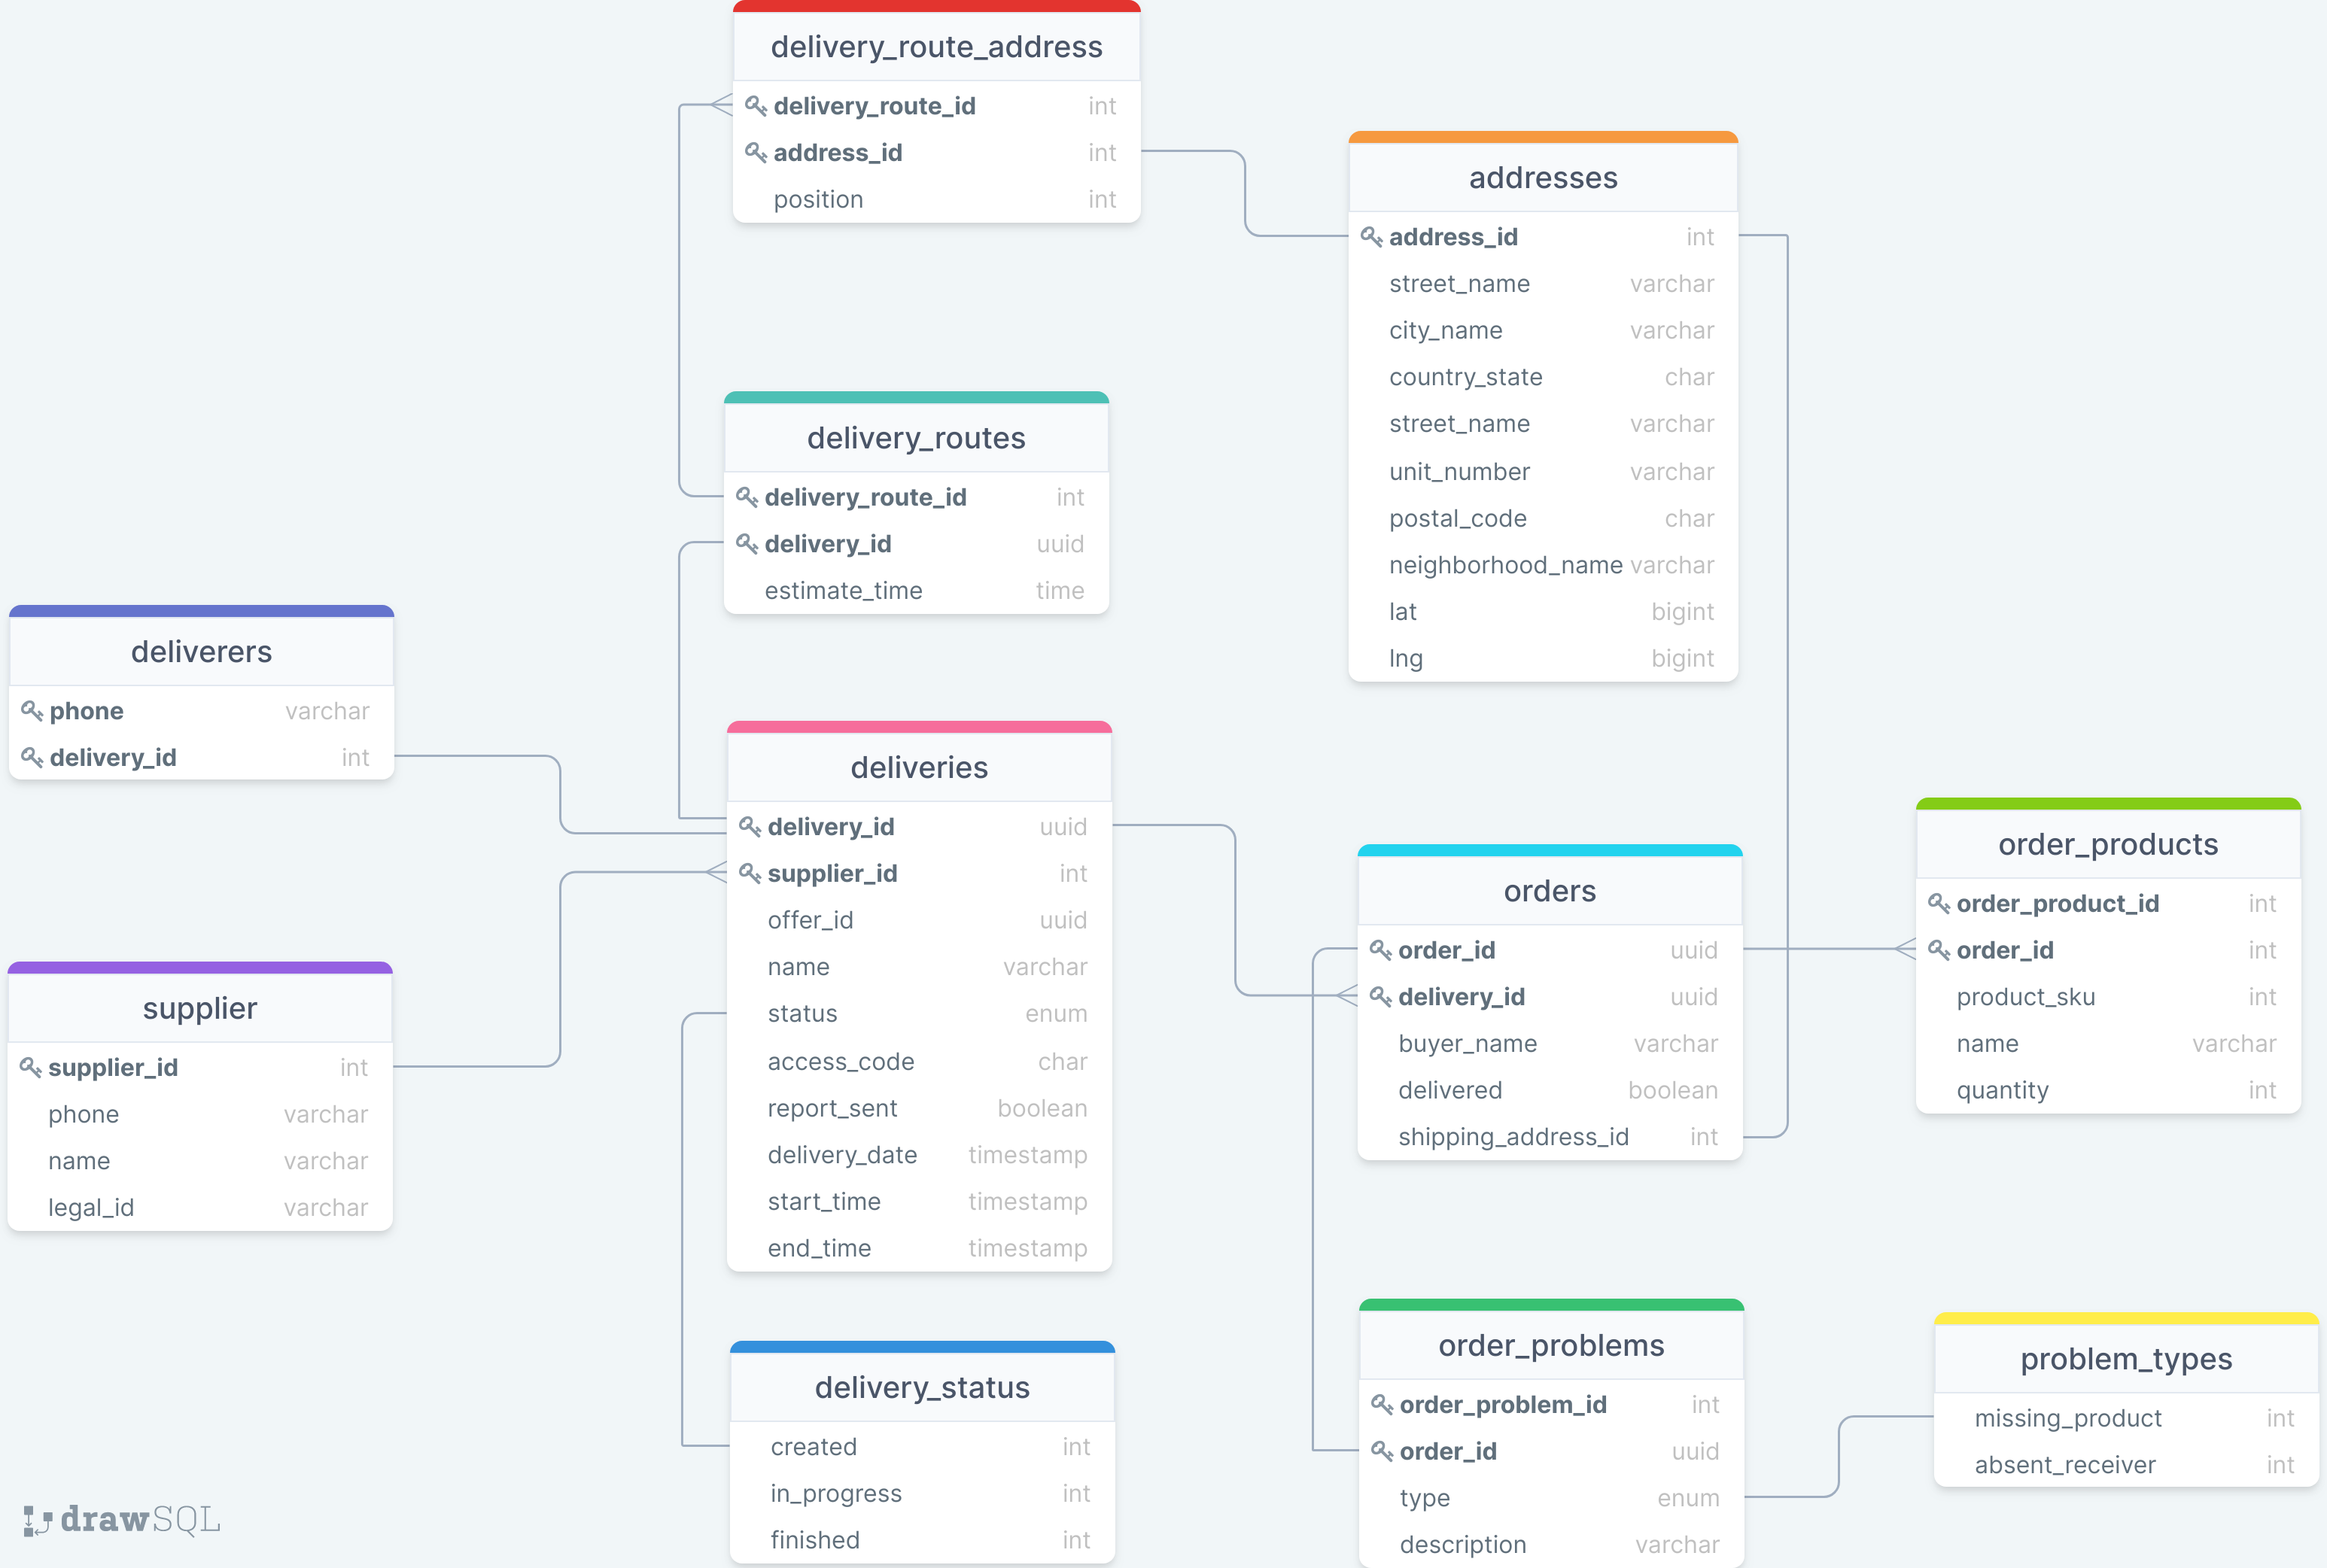 delivery_route_address
delivery_route_id int
address_id int
position int
addresses
address_id int
street_name varchar
city_name varchar
country_state char
street_name varchar
unit_number varchar
postal_code char
neighborhood_name varchar
lat bigint
lng bigint
delivery_routes
delivery_route_id int
delivery_id uuid
estimate_time time
deliverers
phone varchar
delivery_id int
deliveries
delivery_id uuid
supplier_id int
offer_id uuid
name varchar
status enum
access_code char
report_sent boolean
delivery_date timestamp
start_time timestamp
end_time timestamp
orders
order_id uuid
delivery_id uuid
buyer_name varchar
delivered boolean
shipping_address_id int
order_products
order_product_id int
order_id int
product_sku int
name varchar
quantity int
supplier
supplier_id int
phone varchar
name varchar
legal_id varchar
delivery_status
created int
in_progress int
finished int
order_problems
order_problem_id int
order_id uuid
type enum
description varchar
problem_types
missing_product int
absent_receiver int
drawSQL